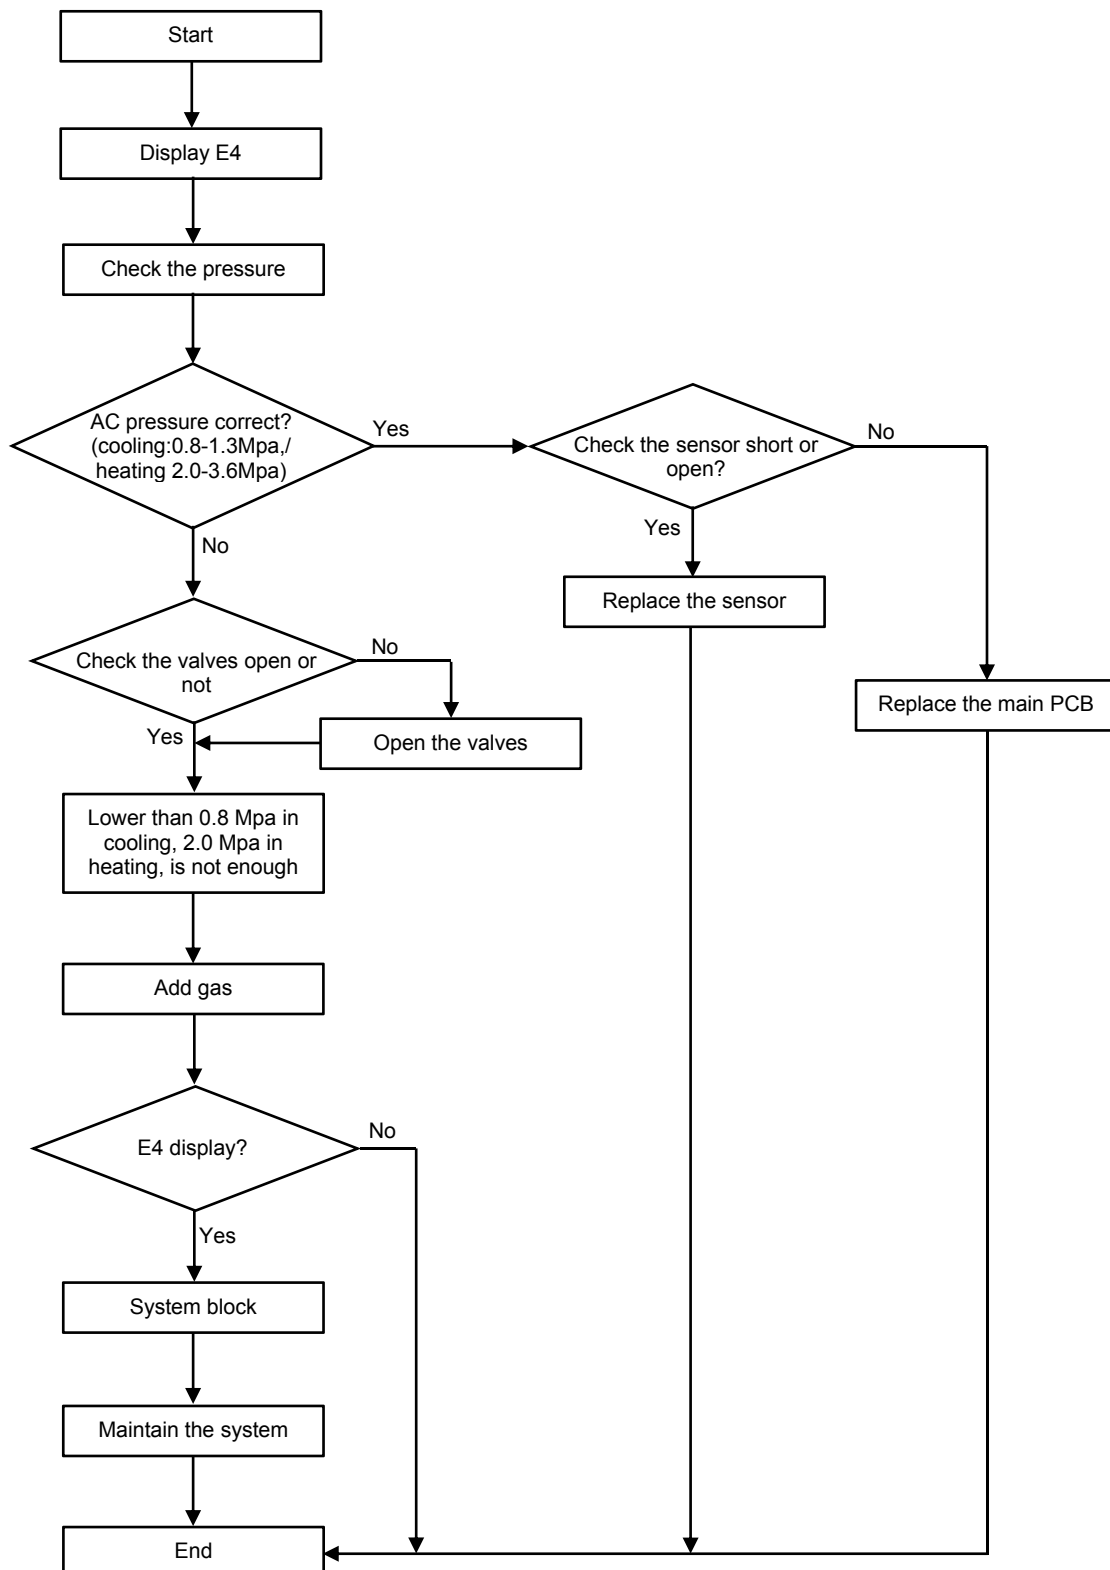 Start
Display E4
Check the pressure
AC pressure correct?
(cooling:0.8-1.3Mpa,/
heating 2.0-3.6Mpa)
Yes
No
Check the sensor short or
open?
No
Yes
Replace the sensor
Replace the main PCB
Check the valves open or
not
No
Yes
Open the valves
Lower than 0.8 Mpa in
cooling, 2.0 Mpa in
heating, is not enough
Add gas
E4 display?
No
Yes
System block
Maintain the system
End